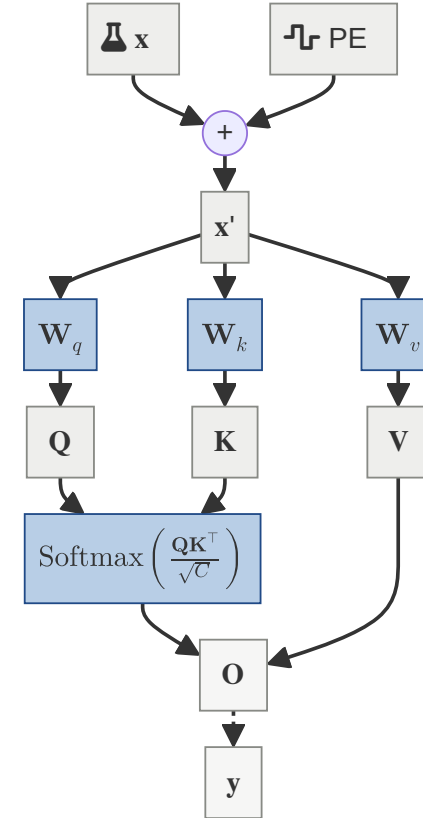 x PE
+
x'
W_q W_k W_v
Q K V
Softmax (QK^⊤ / √C)
O
y